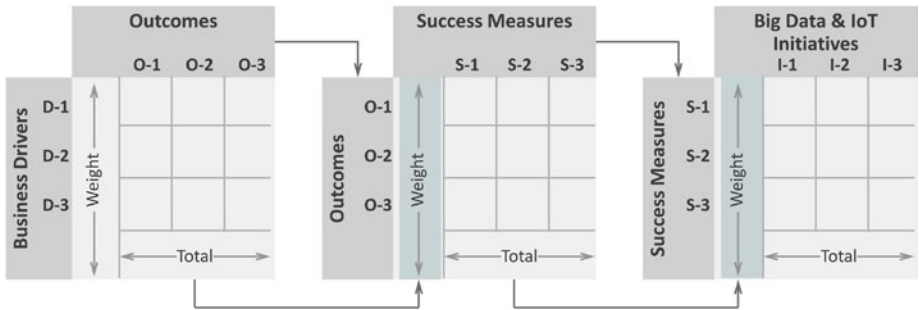 Outcomes
O-1 O-2 O-3
Business Drivers
D-1
D-2
D-3
Weight
Total
Success Measures
S-1 S-2 S-3
Outcomes
O-1
O-2
O-3
Weight
Total
Big Data & IoT
Initiatives
I-1 I-2 I-3
Success Measures
S-1
S-2
S-3
Weight
Total